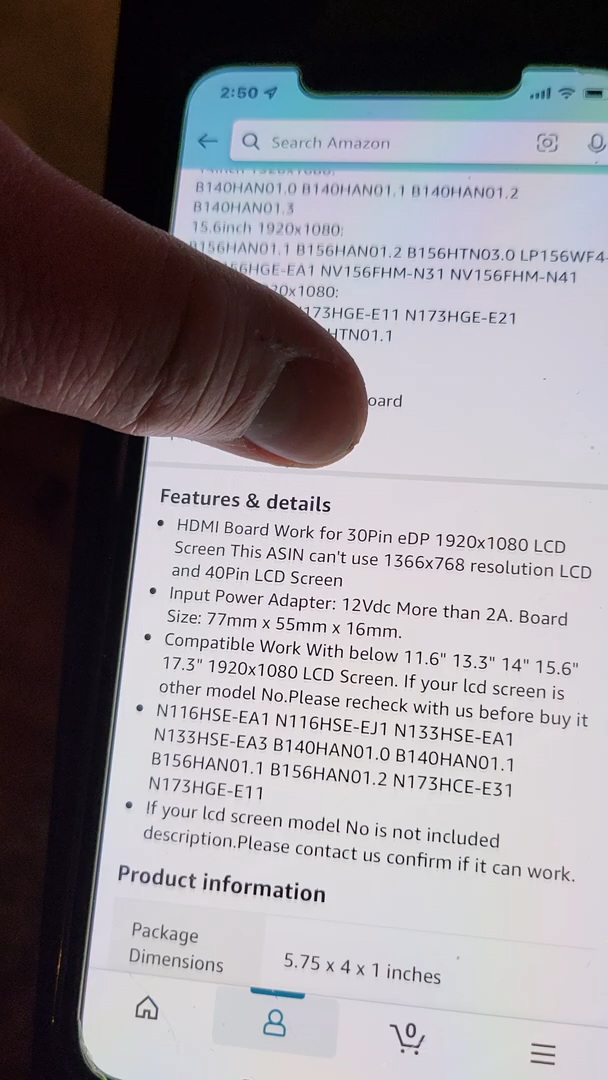 2:50
Search Amazon
B140HAN01.0 B140HAN01.1 B140HAN01.2
B140HAN01.3
15.6inch 1920x1080:
B156HAN01.1 B156HAN01.2 B156HTN03.0 LP156WF4-
6HGE-EA1 NV156FHM-N31 NV156FHM-N41
20x1080:
173HGE-E11 N173HGE-E21
HTN01.1
oard
Features & details
• HDMI Board Work for 30Pin eDP 1920x1080 LCD
Screen This ASIN can't use 1366x768 resolution LCD
and 40Pin LCD Screen
• Input Power Adapter: 12Vdc More than 2A. Board
Size: 77mm x 55mm x 16mm.
• Compatible Work With below 11.6" 13.3" 14" 15.6"
17.3" 1920x1080 LCD Screen. If your lcd screen is
other model No.Please recheck with us before buy it
• N116HSE-EA1 N116HSE-EJ1 N133HSE-EA1
N133HSE-EA3 B140HAN01.0 B140HAN01.1
B156HAN01.1 B156HAN01.2 N173HCE-E31
N173HGE-E11
• If your lcd screen model No is not included
description.Please contact us confirm if it can work.
Product information
Package
Dimensions
5.75 x 4 x 1 inches
0